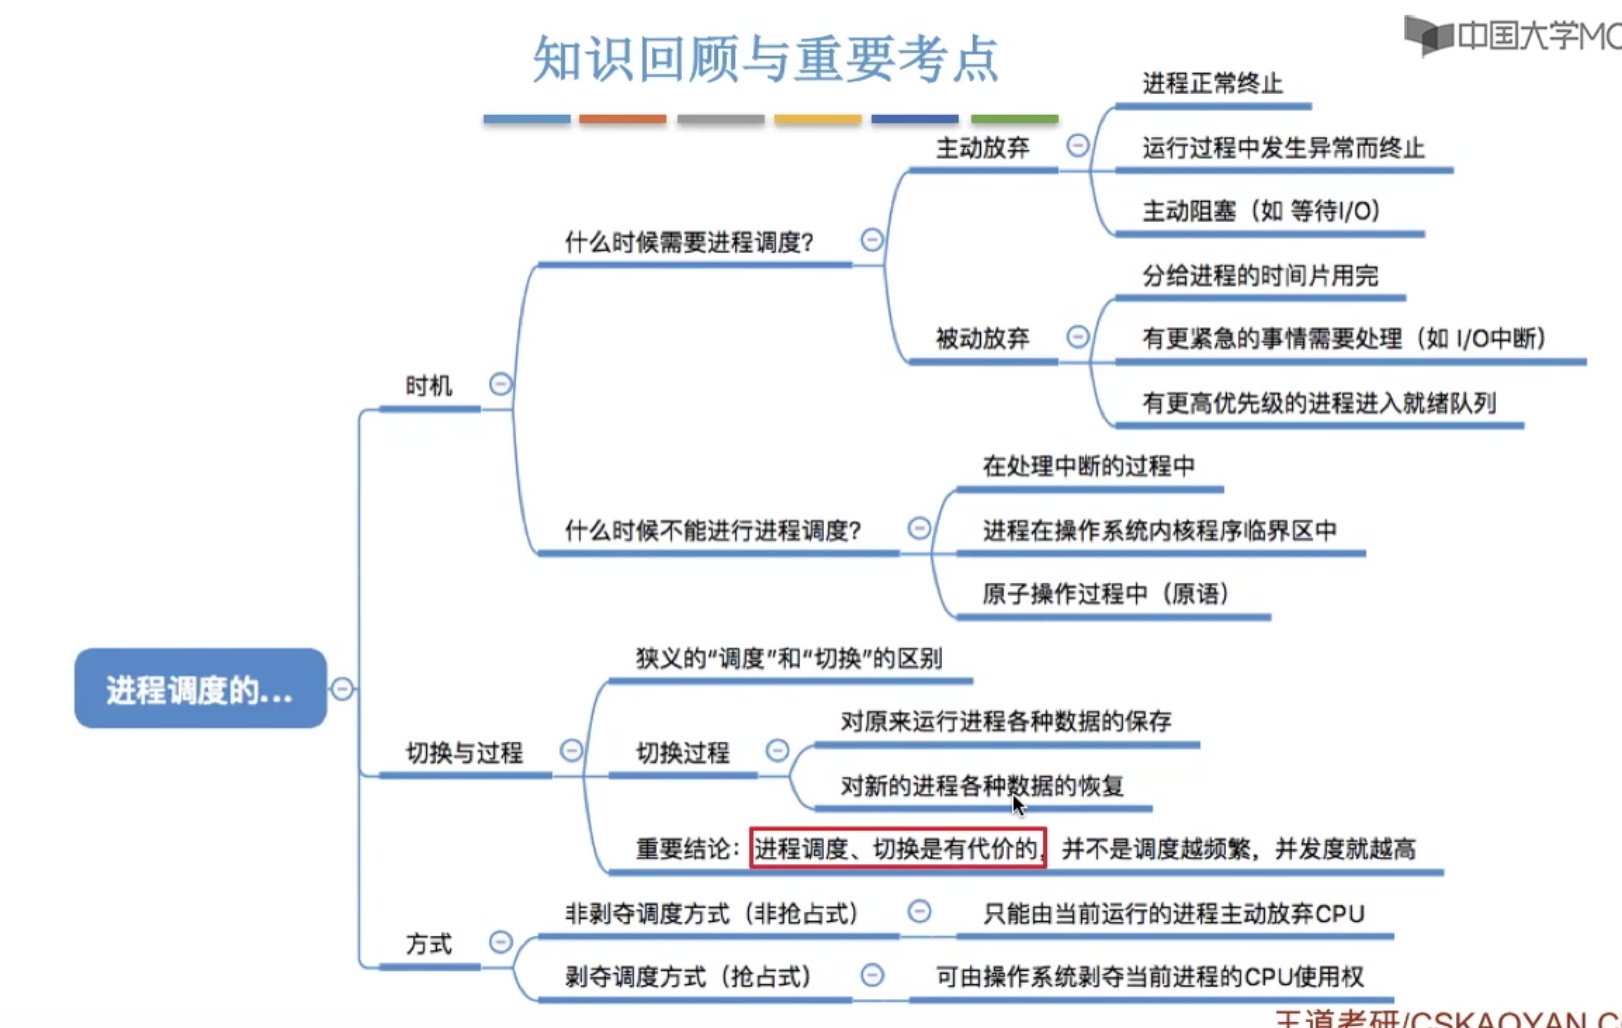 中国大学MO
知识回顾与重要考点
进程正常终止
主动放弃
运行过程中发生异常而终止
主动阻塞（如 等待I/O）
什么时候需要进程调度？
分给进程的时间片用完
被动放弃
有更紧急的事情需要处理（如 I/O中断）
有更高优先级的进程进入就绪队列
时机
在处理中断的过程中
什么时候不能进行进程调度？
进程在操作系统内核程序临界区中
原子操作过程中（原语）
进程调度的...
狭义的“调度”和“切换”的区别
对原来运行进程各种数据的保存
切换与过程
切换过程
对新的进程各种数据的恢复
重要结论：进程调度、切换是有代价的，并不是调度越频繁，并发度就越高
方式
非剥夺调度方式（非抢占式）
只能由当前运行的进程主动放弃CPU
剥夺调度方式（抢占式）
可由操作系统剥夺当前进程的CPU使用权
王道考研/CSKAOYAN.C